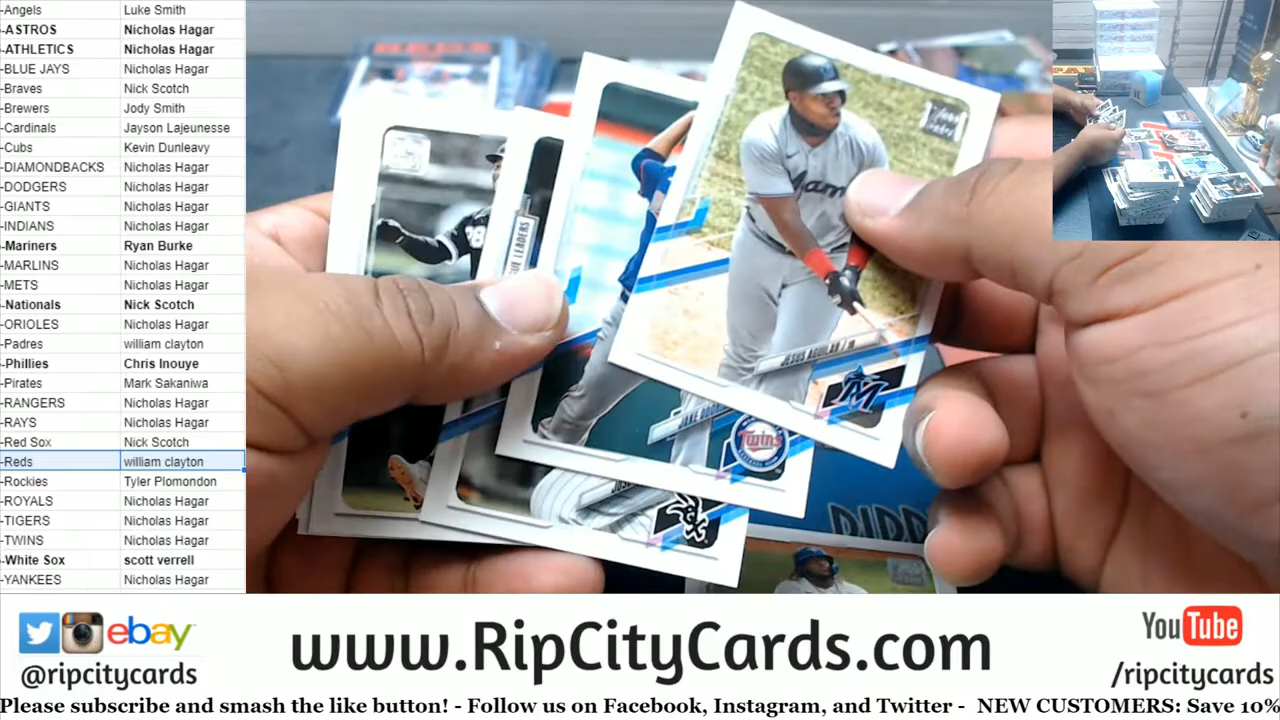 -Angels Luke Smith
-ASTROS Nicholas Hagar
-ATHLETICS Nicholas Hagar
-BLUE JAYS Nicholas Hagar
-Braves Nick Scotch
-Brewers Jody Smith
-Cardinals Jayson Lajeunesse
-Cubs Kevin Dunleavy
-DIAMONDBACKS Nicholas Hagar
-DODGERS Nicholas Hagar
-GIANTS Nicholas Hagar
-INDIANS Nicholas Hagar
-Mariners Ryan Burke
-MARLINS Nicholas Hagar
-METS Nicholas Hagar
-Nationals Nick Scotch
-ORIOLES Nicholas Hagar
-Padres william clayton
-Phillies Chris Inouye
-Pirates Mark Sakaniwa
-RANGERS Nicholas Hagar
-RAYS Nicholas Hagar
-Red Sox Nick Scotch
-Reds william clayton
-Rockies Tyler Plomondon
-ROYALS Nicholas Hagar
-TIGERS Nicholas Hagar
-TWINS Nicholas Hagar
-White Sox scott verrell
-YANKEES Nicholas Hagar
JESUS AGUILAR / 1B
M
JAKE
Twins
LEADERS
ebay
@ripcitycards
www.RipCityCards.com
YouTube
/ripcitycards
Please subscribe and smash the like button! - Follow us on Facebook, Instagram, and Twitter - NEW CUSTOMERS: Save 10%